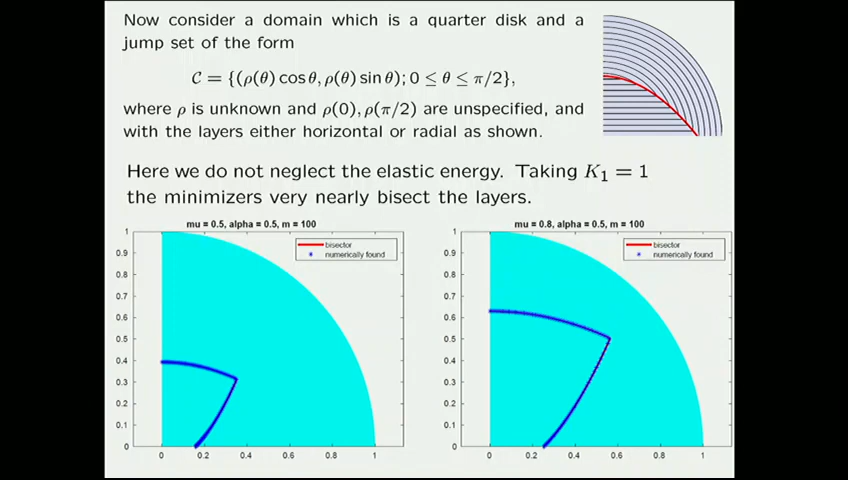 Now consider a domain which is a quarter disk and a
jump set of the form
C = {(ρ(θ) cos θ, ρ(θ) sin θ); 0 ≤ θ ≤ π/2},
where ρ is unknown and ρ(0), ρ(π/2) are unspecified, and
with the layers either horizontal or radial as shown.
Here we do not neglect the elastic energy. Taking K₁ = 1
the minimizers very nearly bisect the layers.
mu = 0.5, alpha = 0.5, m = 100
bisector
numerically found
1
0.9
0.8
0.7
0.6
0.5
0.4
0.3
0.2
0.1
0
0 0.2 0.4 0.6 0.8 1
mu = 0.8, alpha = 0.5, m = 100
bisector
numerically found
1
0.9
0.8
0.7
0.6
0.5
0.4
0.3
0.2
0.1
0
0 0.2 0.4 0.6 0.8 1